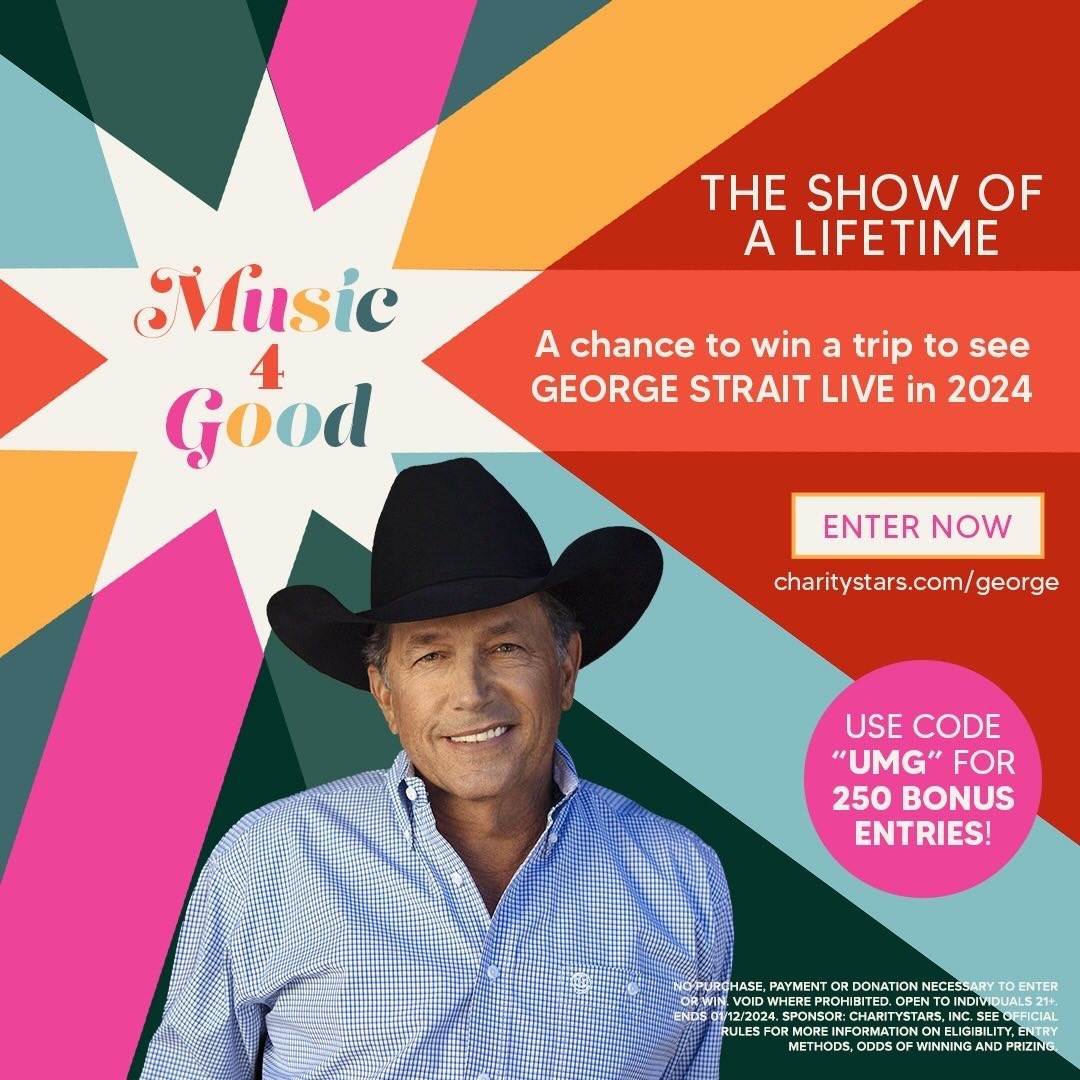 Music
4
Good
THE SHOW OF
A LIFETIME
A chance to win a trip to see
GEORGE STRAIT LIVE in 2024
ENTER NOW
charitystars.com/george
USE CODE
“UMG” FOR
250 BONUS
ENTRIES!
NO PURCHASE, PAYMENT OR DONATION NECESSARY TO ENTER
OR WIN. VOID WHERE PROHIBITED. OPEN TO INDIVIDUALS 21+.
ENDS 01/12/2024. SPONSOR: CHARITYSTARS, INC. SEE OFFICIAL
RULES FOR MORE INFORMATION ON ELIGIBILITY, ENTRY
METHODS, ODDS OF WINNING AND PRIZING.